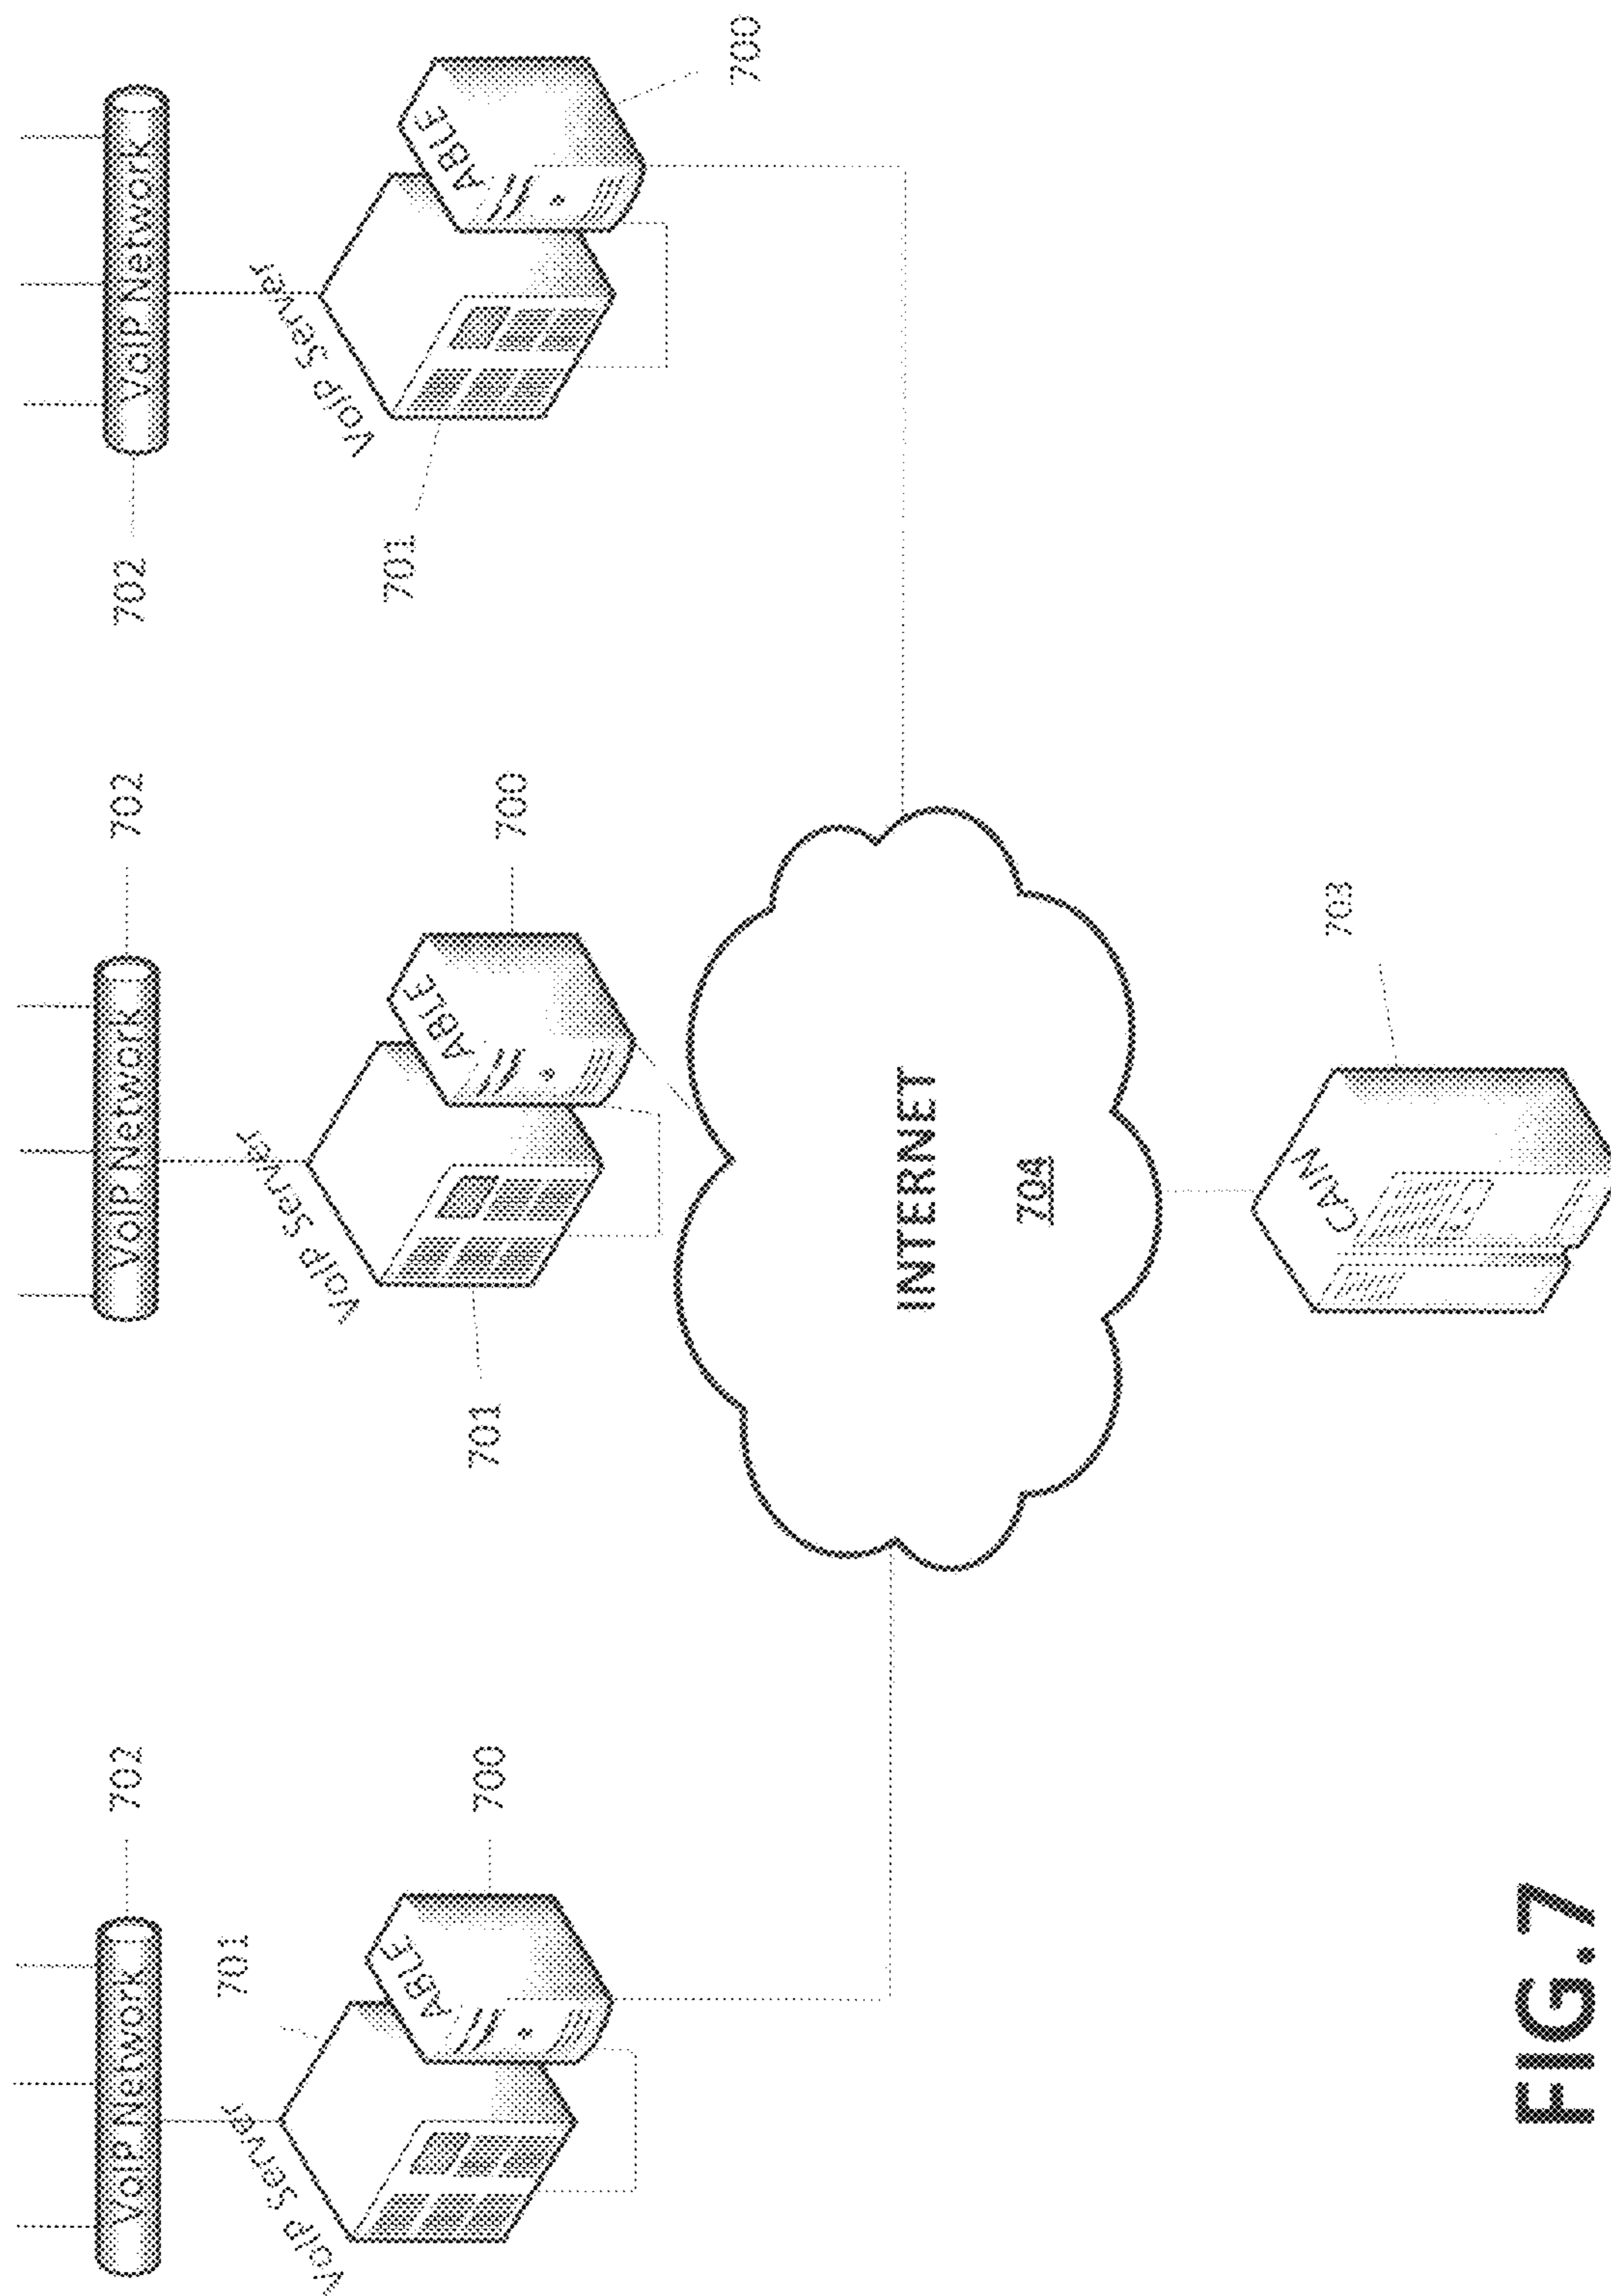 VoIP Network
702
VoIP Network
702
702
VoIP Network
VoIP Server
701
VoIP Server
VoIP Server
ABLE
700
701
ABLE
700
701
ABLE
700
INTERNET
704
703
CAIN
FIG.7